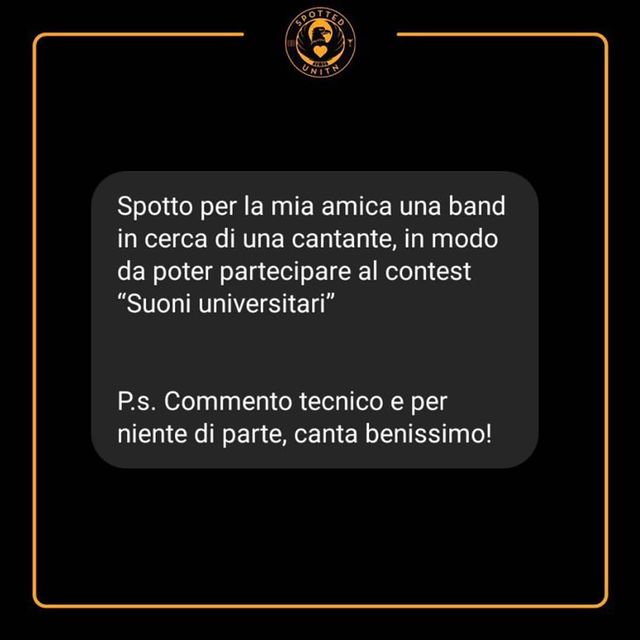 SPOTTED
UNITN
Spotto per la mia amica una band
in cerca di una cantante, in modo
da poter partecipare al contest
“Suoni universitari”
P.s. Commento tecnico e per
niente di parte, canta benissimo!